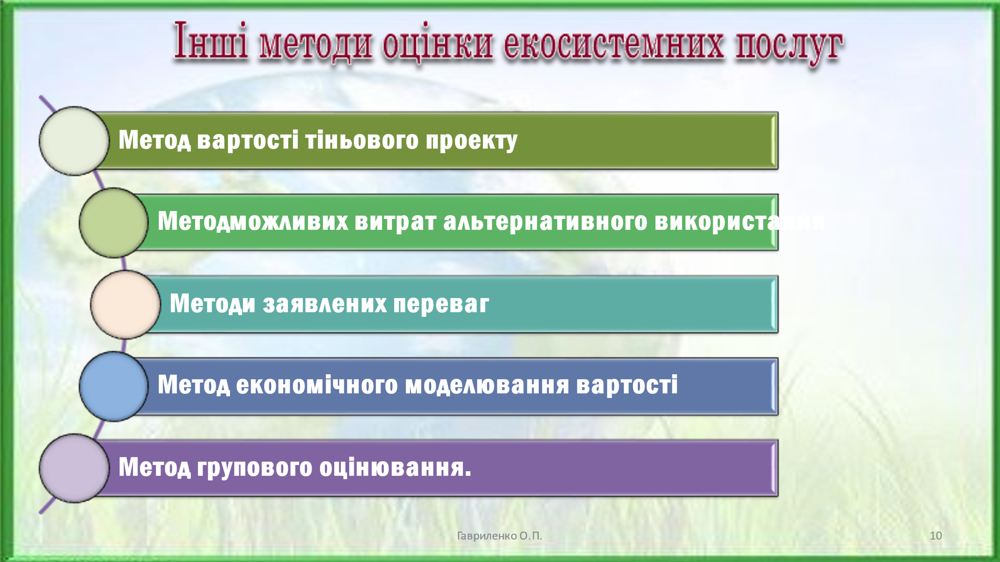 Інші методи оцінки екосистемних послуг
Метод вартості тіньового проекту
Методможливих витрат альтернативного використання
Методи заявлених переваг
Метод економічного моделювання вартості
Метод групового оцінювання.
Гавриленко О.П.
10